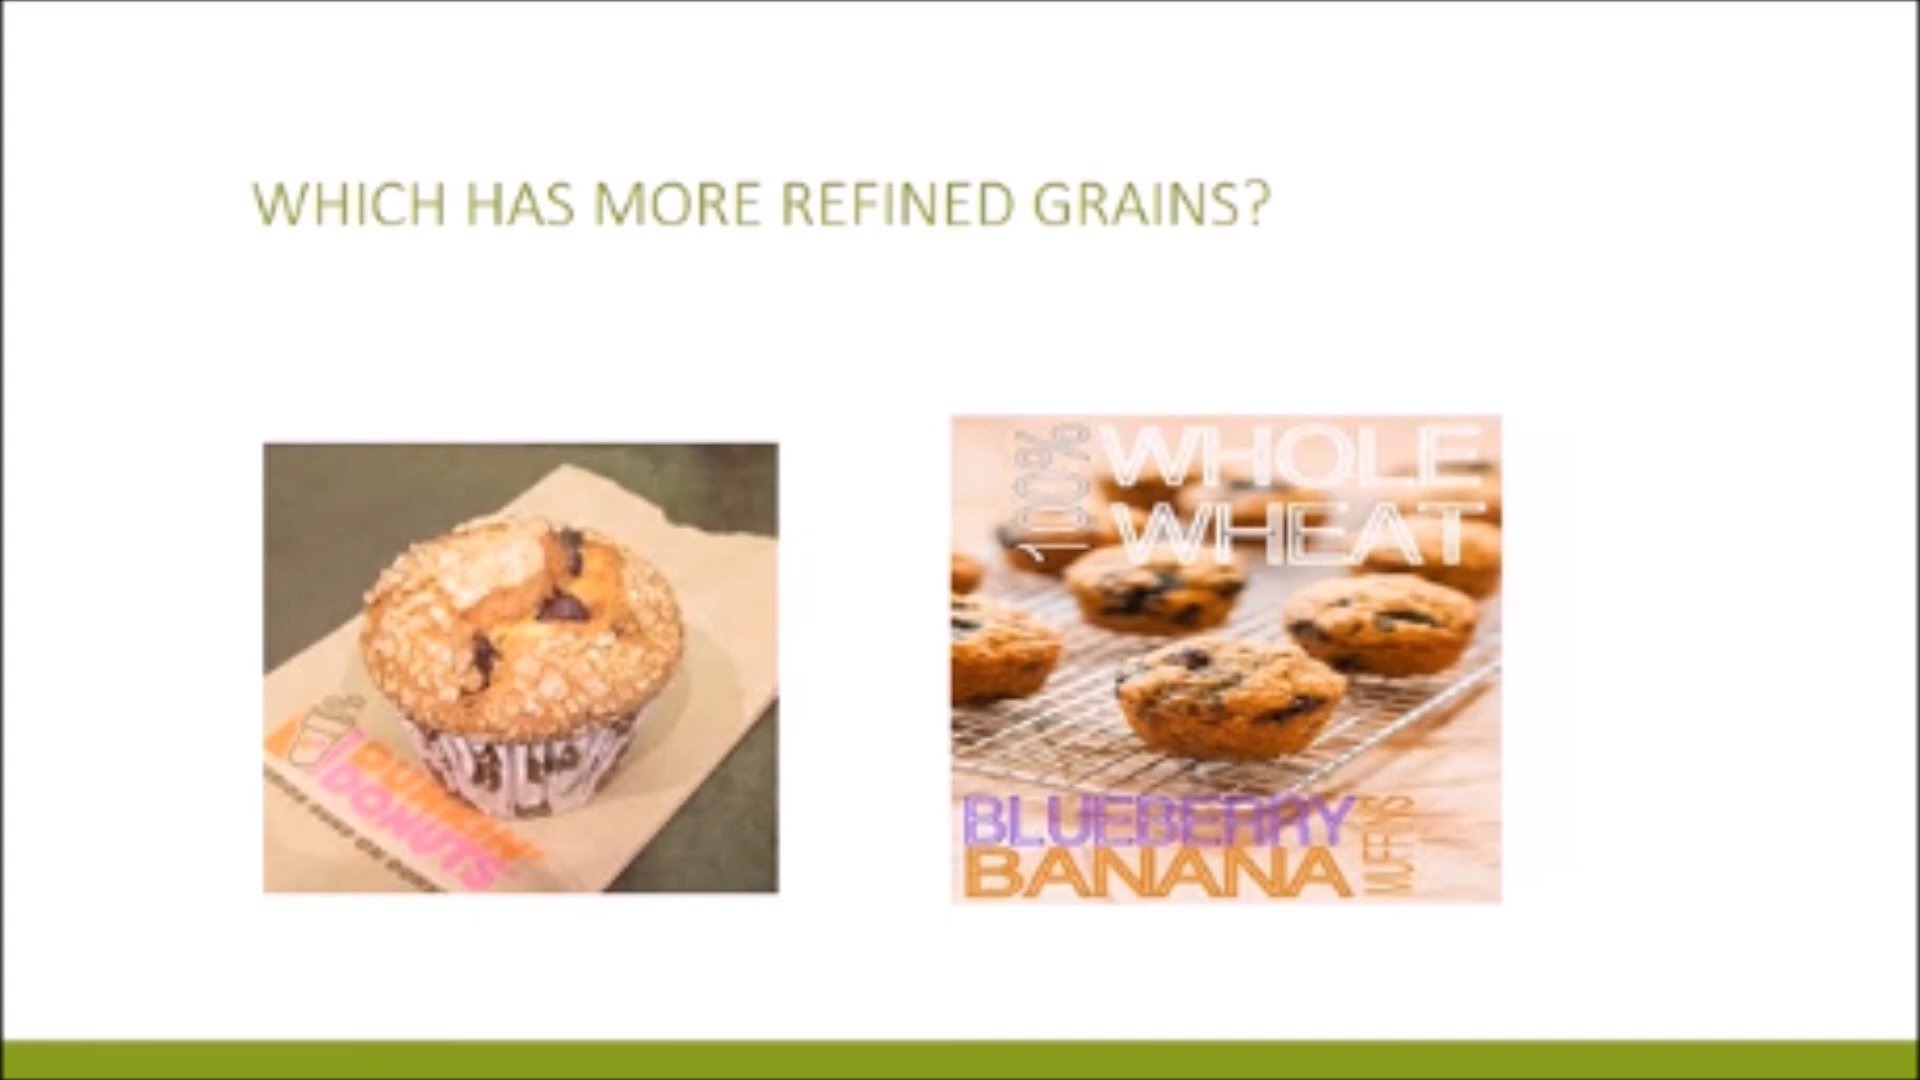 WHICH HAS MORE REFINED GRAINS?
DUNKIN'
DONUTS
100%
WHOLE
WHEAT
BLUEBERRY
BANANA
MUFFINS